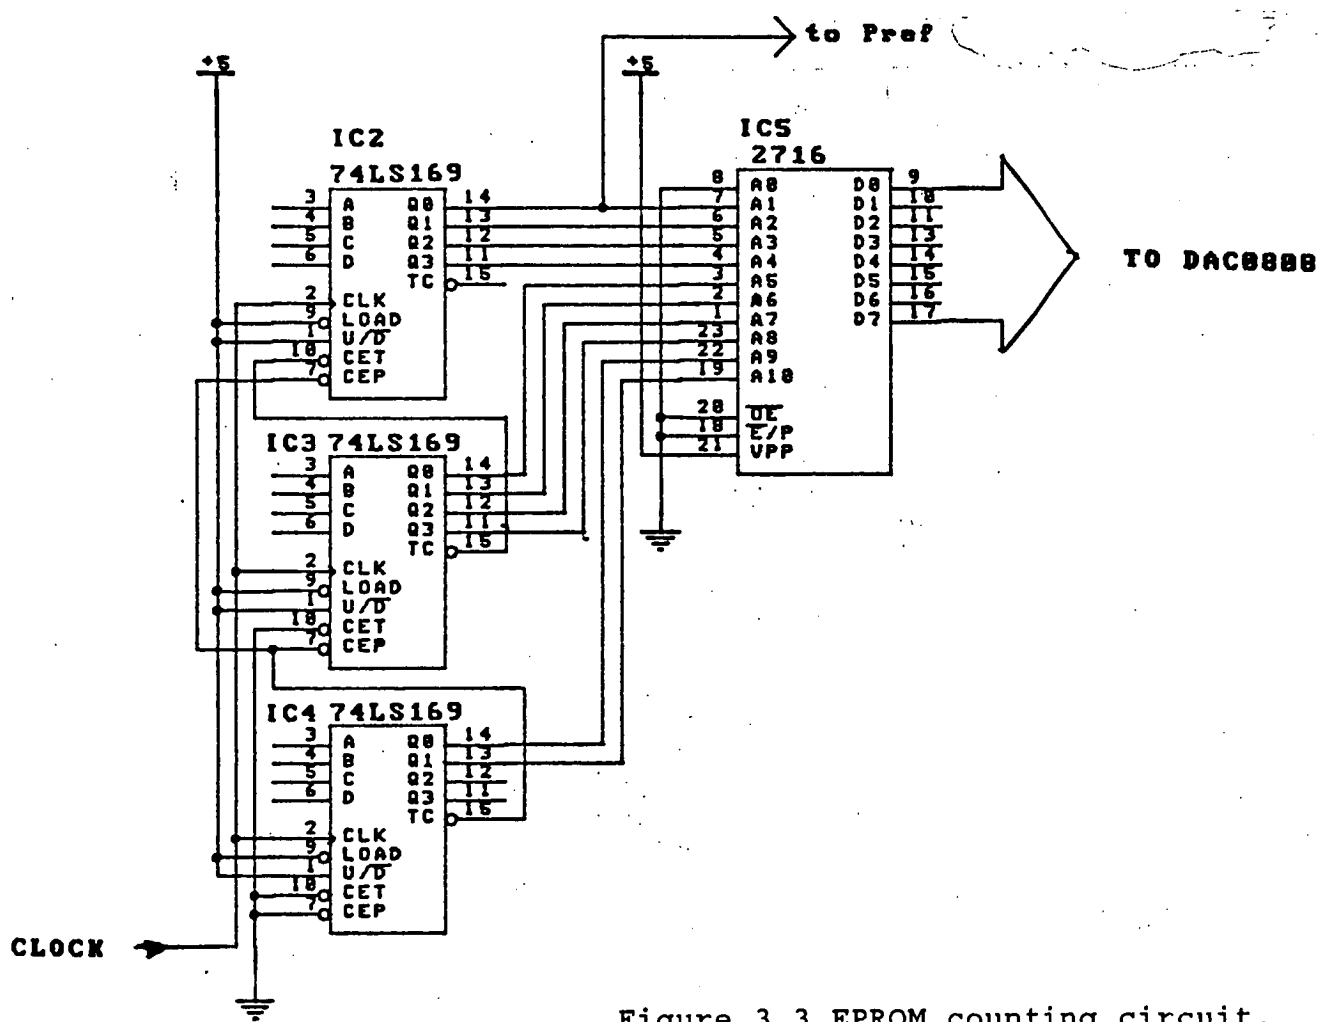 to Pref
+5
+5
IC2
74LS169
3 A Q0 14
4 B Q1 13
5 C Q2 12
6 D Q3 11
TC 15
2 CLK
9 LOAD
1 U/D
10 CET
7 CEP
IC5
2716
8 A0 D0 9
7 A1 D1 10
6 A2 D2 11
5 A3 D3 13
4 A4 D4 14
3 A5 D5 15
2 A6 D6 16
1 A7 D7 17
23 A8
22 A9
19 A10
20 OE
18 E/P
21 VPP
TO DAC0808
IC3 74LS169
3 A Q0 14
4 B Q1 13
5 C Q2 12
6 D Q3 11
TC 15
2 CLK
9 LOAD
1 U/D
10 CET
7 CEP
IC4 74LS169
3 A Q0 14
4 B Q1 13
5 C Q2 12
6 D Q3 11
TC 15
2 CLK
9 LOAD
1 U/D
10 CET
7 CEP
CLOCK
Figure 3.3 EPROM counting circuit.